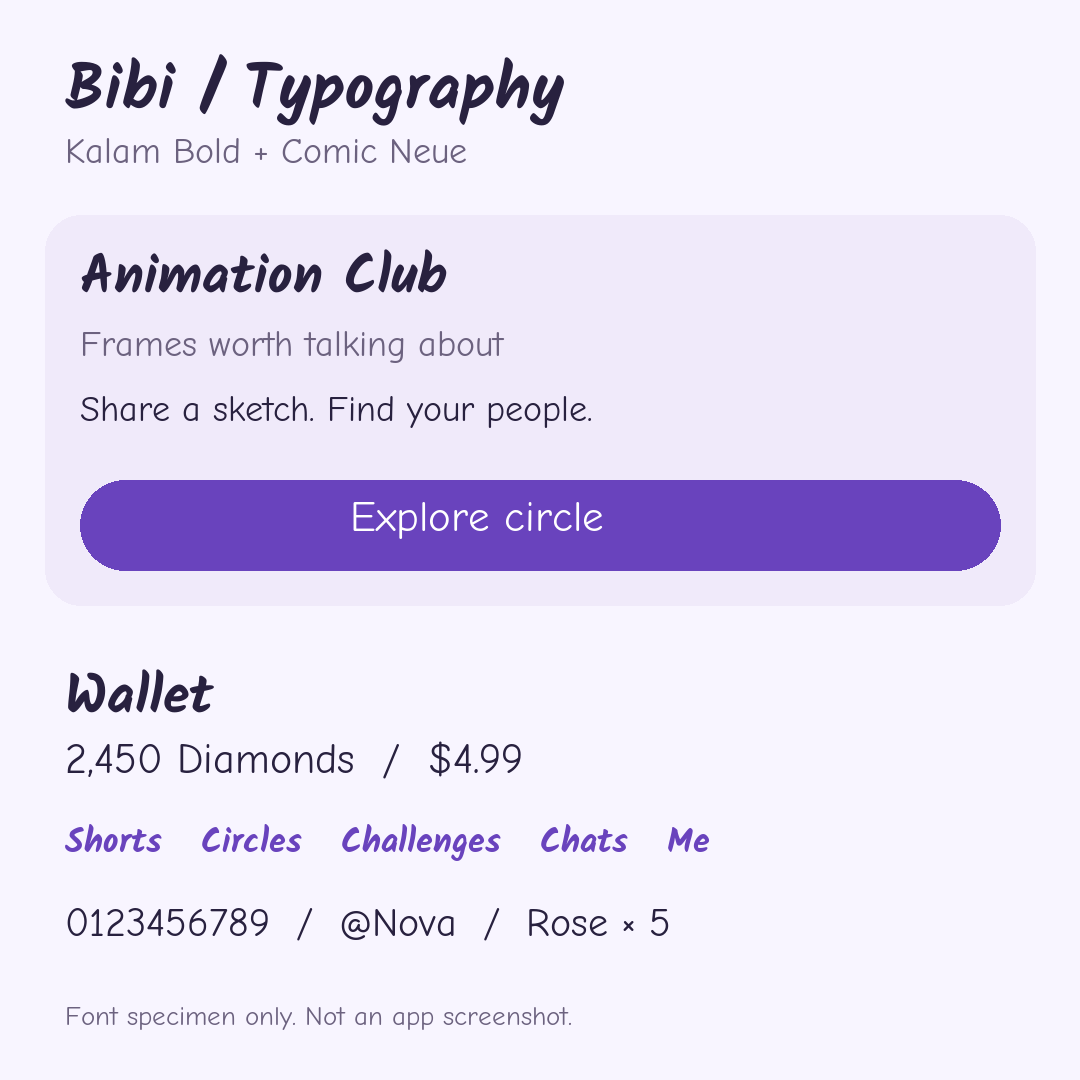 Bibi / Typography
Kalam Bold + Comic Neue
Animation Club
Frames worth talking about
Share a sketch. Find your people.
Explore circle
Wallet
2,450 Diamonds / $4.99
Shorts Circles Challenges Chats Me
0123456789 / @Nova / Rose × 5
Font specimen only. Not an app screenshot.